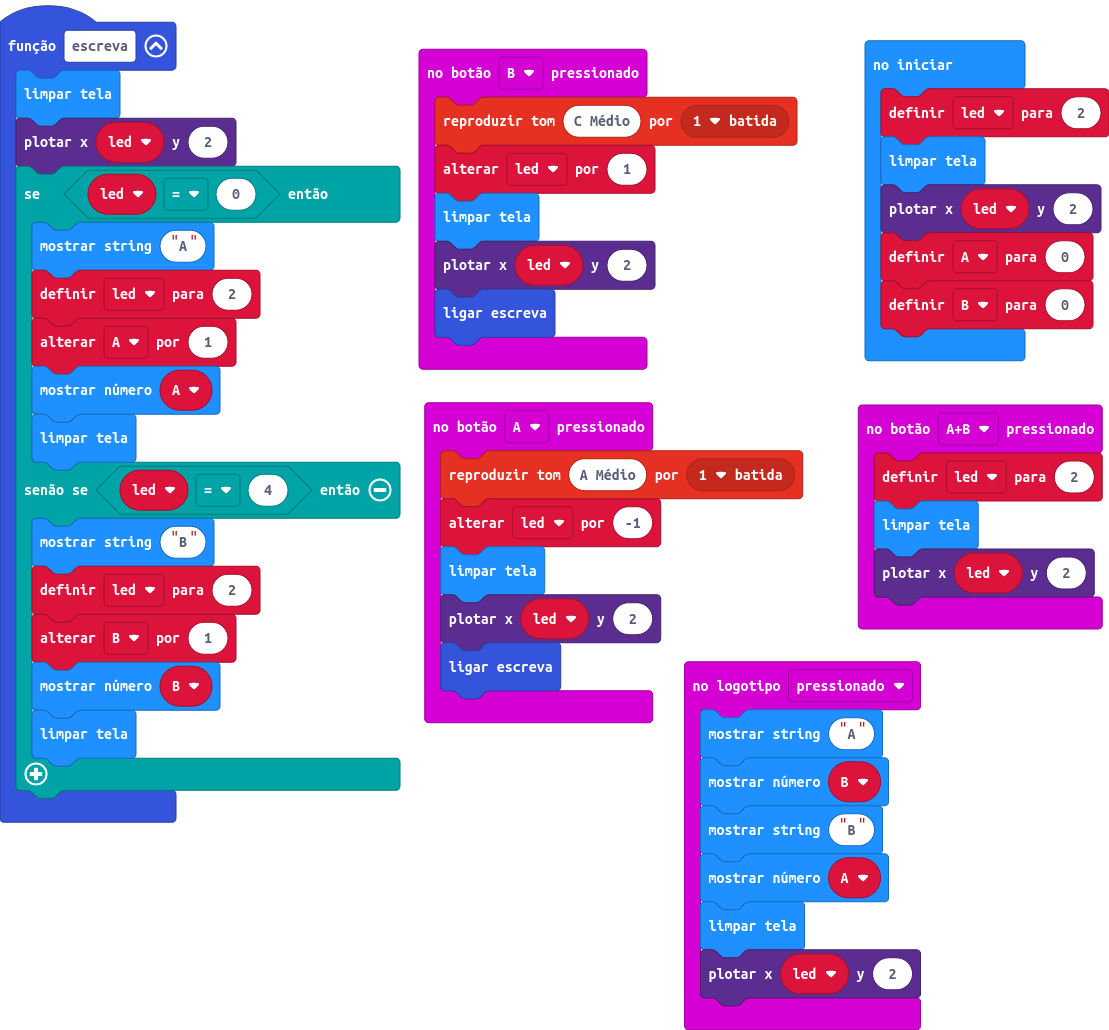 função escreva
limpar tela
plotar x led y 2
se led = 0 então
mostrar string "A"
definir led para 2
alterar A por 1
mostrar número A
limpar tela
senão se led = 4 então
mostrar string "B"
definir led para 2
alterar B por 1
mostrar número B
limpar tela
no botão B pressionado
reproduzir tom C Médio por 1 batida
alterar led por 1
limpar tela
plotar x led y 2
ligar escreva
no botão A pressionado
reproduzir tom A Médio por 1 batida
alterar led por -1
limpar tela
plotar x led y 2
ligar escreva
no iniciar
definir led para 2
limpar tela
plotar x led y 2
definir A para 0
definir B para 0
no botão A+B pressionado
definir led para 2
limpar tela
plotar x led y 2
no logotipo pressionado
mostrar string "A"
mostrar número B
mostrar string "B"
mostrar número A
limpar tela
plotar x led y 2